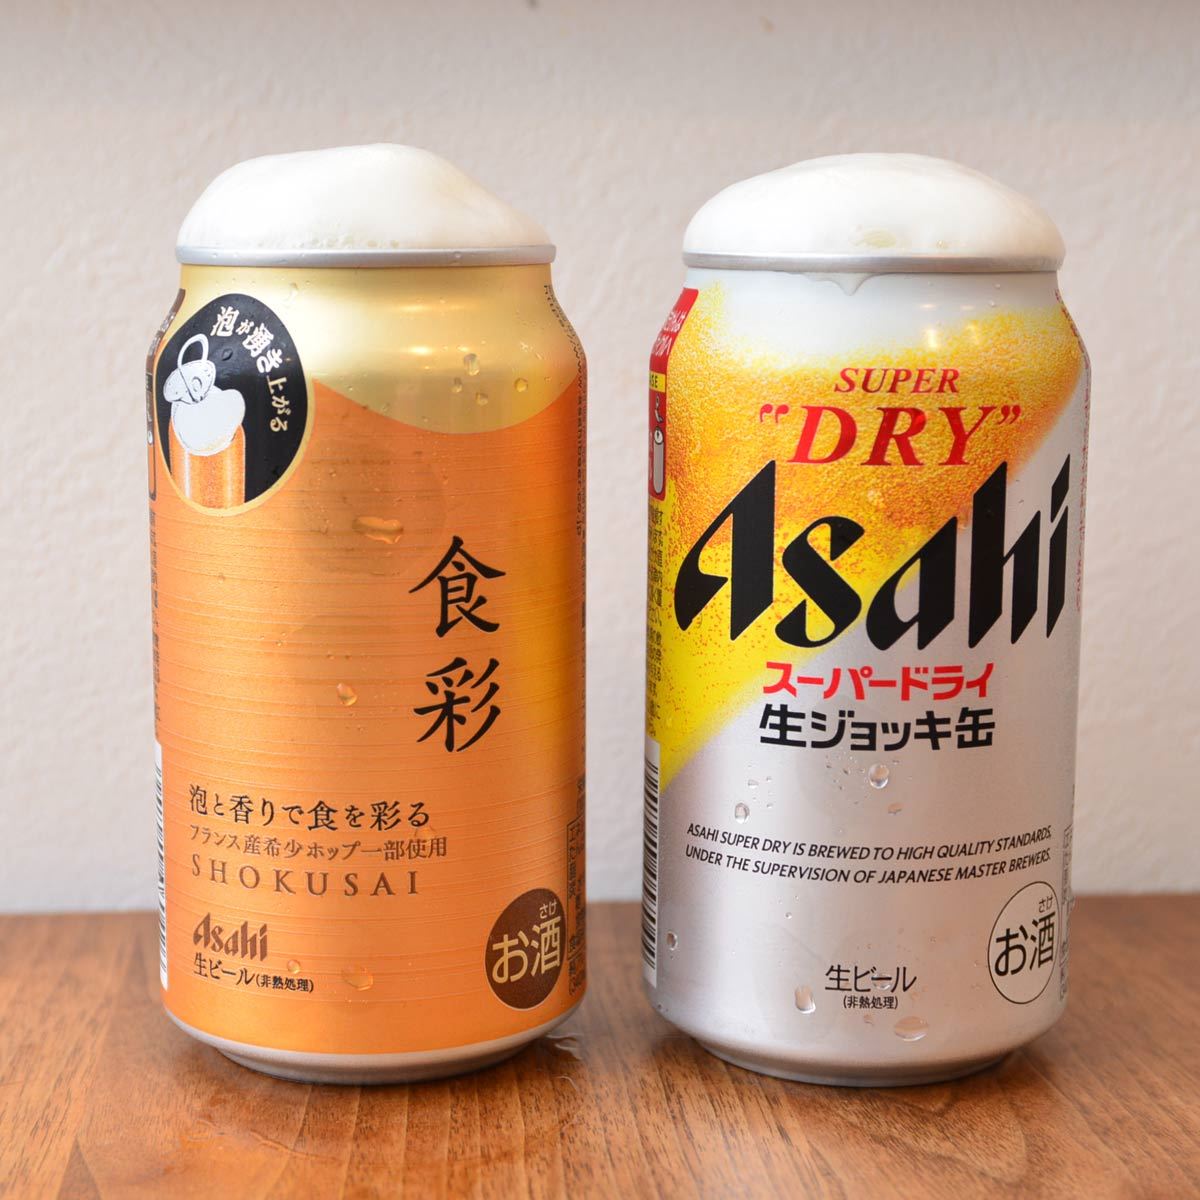 泡が湧き上がる
食彩
泡と香りで食を彩る
フランス産希少ホップ一部使用
SHOKUSAI
Asahi
生ビール(非熱処理)
さけ
お酒
SUPER
"DRY"
Asahi
スーパードライ
生ジョッキ缶
ASAHI SUPER DRY IS BREWED TO HIGH QUALITY STANDARDS,
UNDER THE SUPERVISION OF JAPANESE MASTER BREWERS.
生ビール
(非熱処理)
さけ
お酒